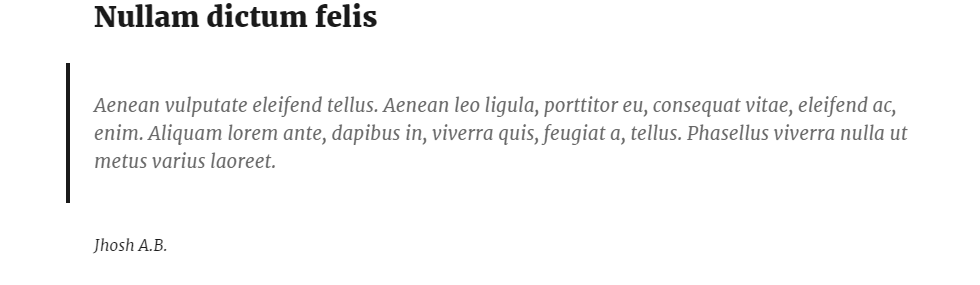 Nullam dictum felis
Aenean vulputate eleifend tellus. Aenean leo ligula, porttitor eu, consequat vitae, eleifend ac,
enim. Aliquam lorem ante, dapibus in, viverra quis, feugiat a, tellus. Phasellus viverra nulla ut
metus varius laoreet.
Jhosh A.B.